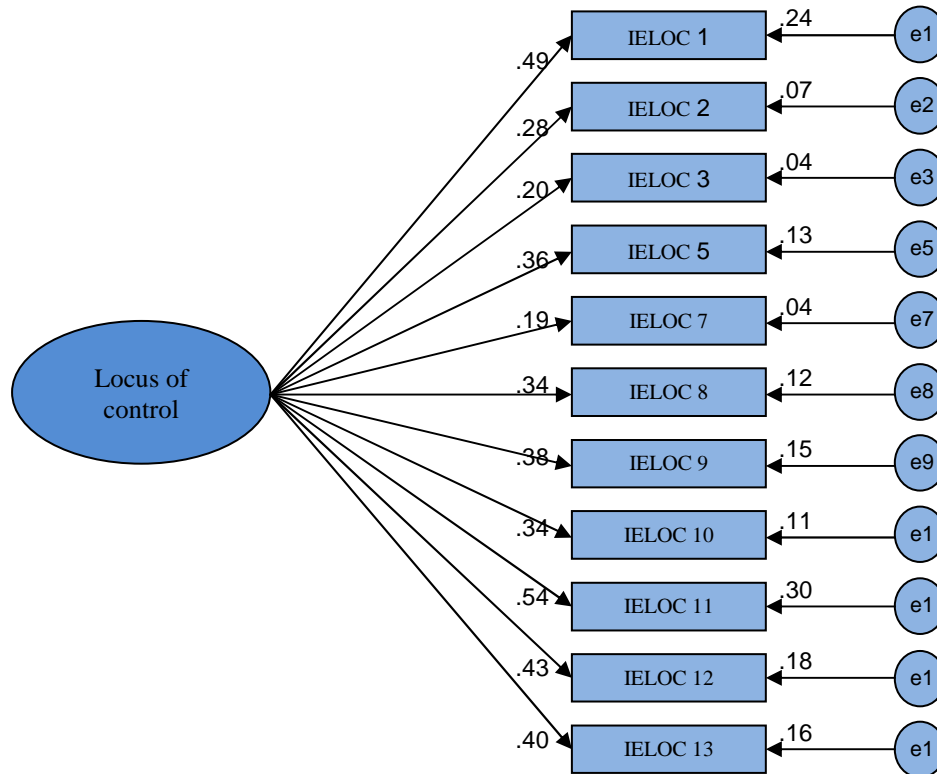 .24
IELOC 1
e1
.49
.07
IELOC 2
e2
.28
.04
IELOC 3
e3
.20
.13
IELOC 5
e5
.36
.04
IELOC 7
e7
.19
Locus of
control
.12
IELOC 8
e8
.34
.15
IELOC 9
e9
.38
.11
IELOC 10
e1
.34
.30
IELOC 11
e1
.54
.18
IELOC 12
e1
.43
.16
IELOC 13
e1
.40